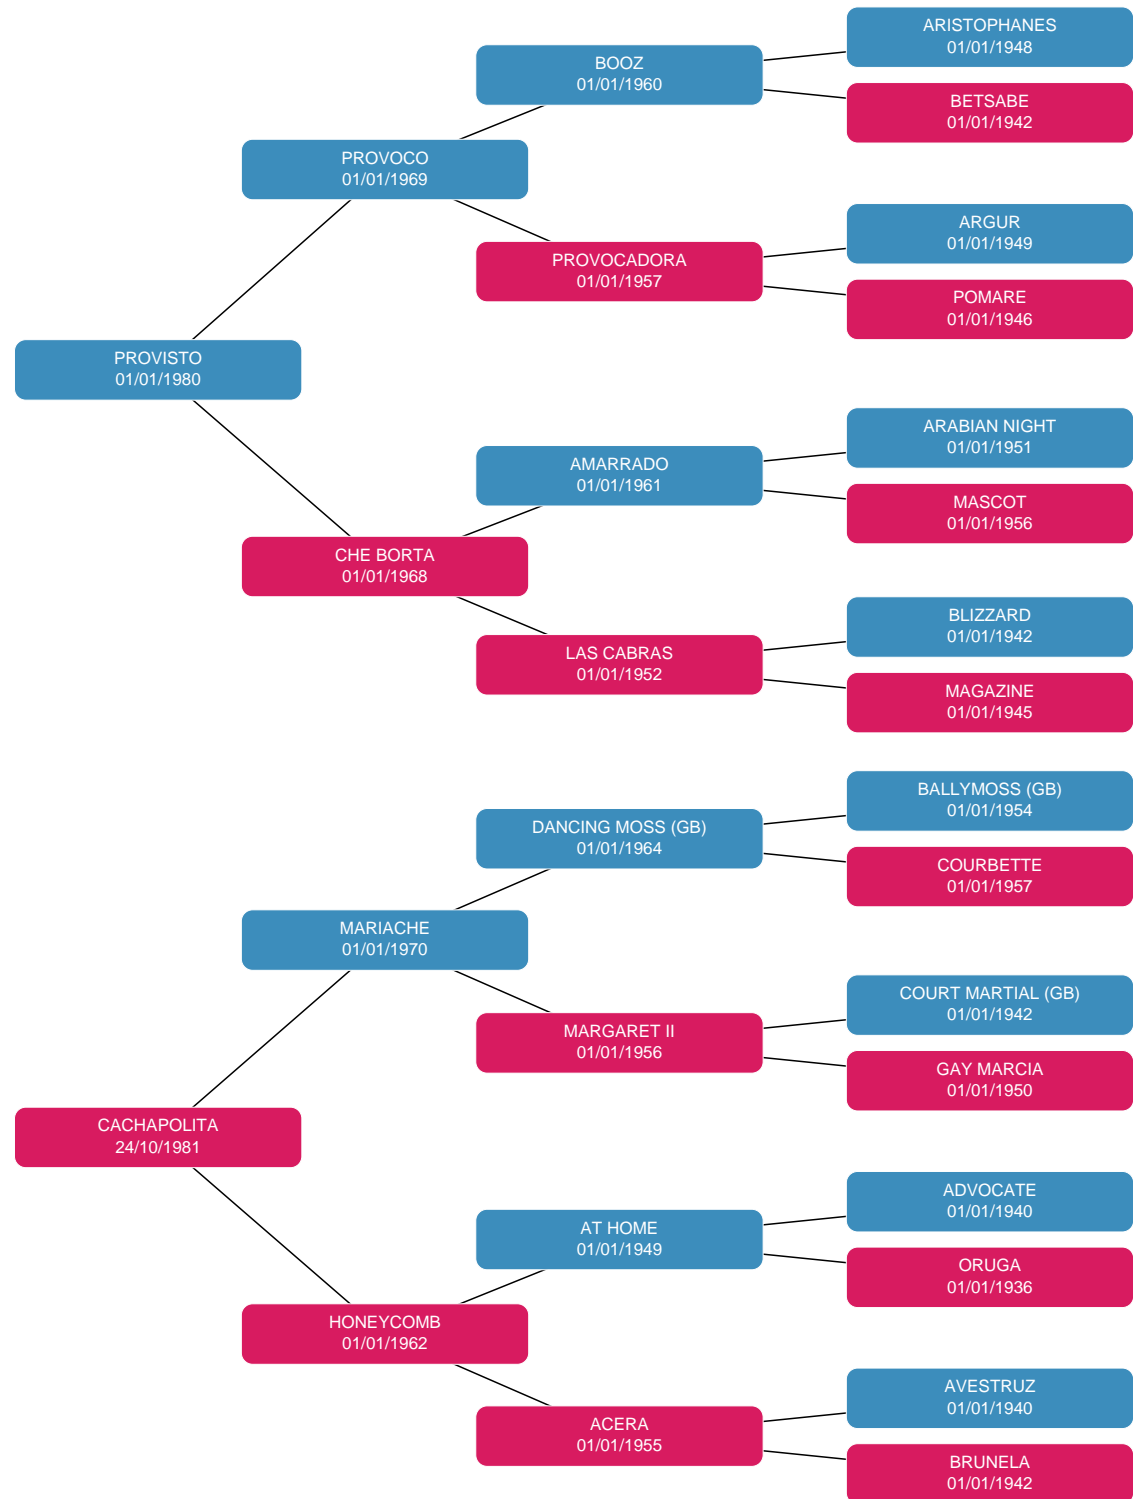 ARISTOPHANES
01/01/1948
BOOZ
01/01/1960
BETSABE
01/01/1942
PROVOCO
01/01/1969
ARGUR
01/01/1949
PROVOCADORA
01/01/1957
POMARE
01/01/1946
PROVISTO
01/01/1980
ARABIAN NIGHT
01/01/1951
AMARRADO
01/01/1961
MASCOT
01/01/1956
CHE BORTA
01/01/1968
BLIZZARD
01/01/1942
LAS CABRAS
01/01/1952
MAGAZINE
01/01/1945
BALLYMOSS (GB)
01/01/1954
DANCING MOSS (GB)
01/01/1964
COURBETTE
01/01/1957
MARIACHE
01/01/1970
COURT MARTIAL (GB)
01/01/1942
MARGARET II
01/01/1956
GAY MARCIA
01/01/1950
CACHAPOLITA
24/10/1981
ADVOCATE
01/01/1940
AT HOME
01/01/1949
ORUGA
01/01/1936
HONEYCOMB
01/01/1962
AVESTRUZ
01/01/1940
ACERA
01/01/1955
BRUNELA
01/01/1942